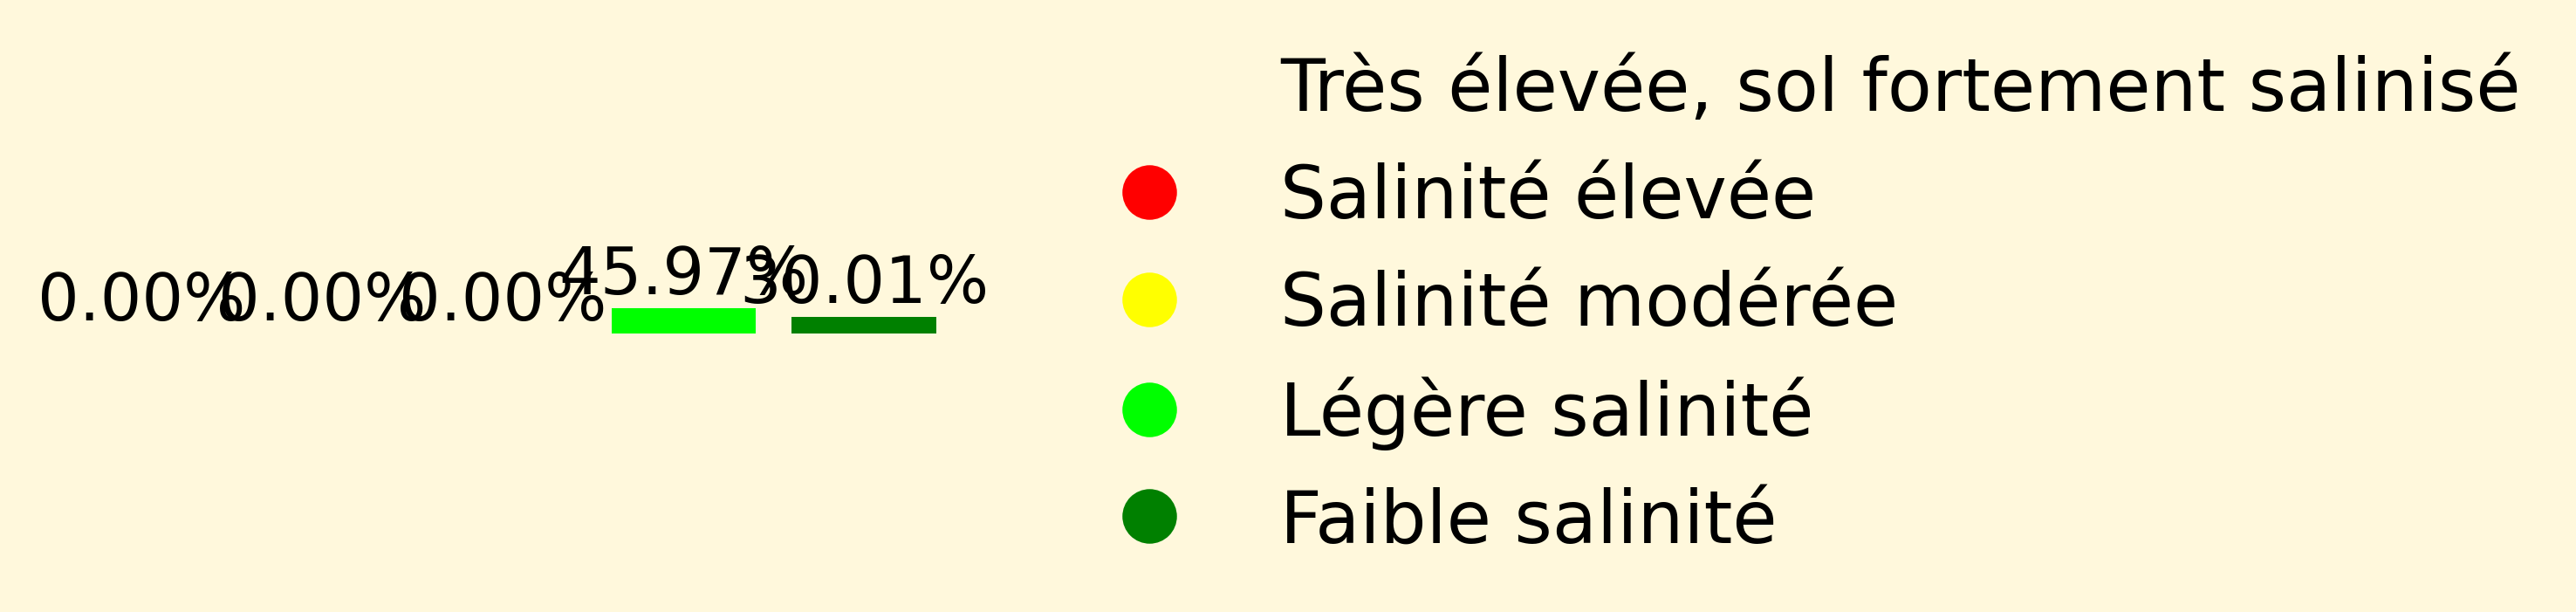 Très élevée, sol fortement salinisé
Salinité élevée
Salinité modérée
Légère salinité
Faible salinité
0.00%
0.00%
0.00%
45.97%
30.01%